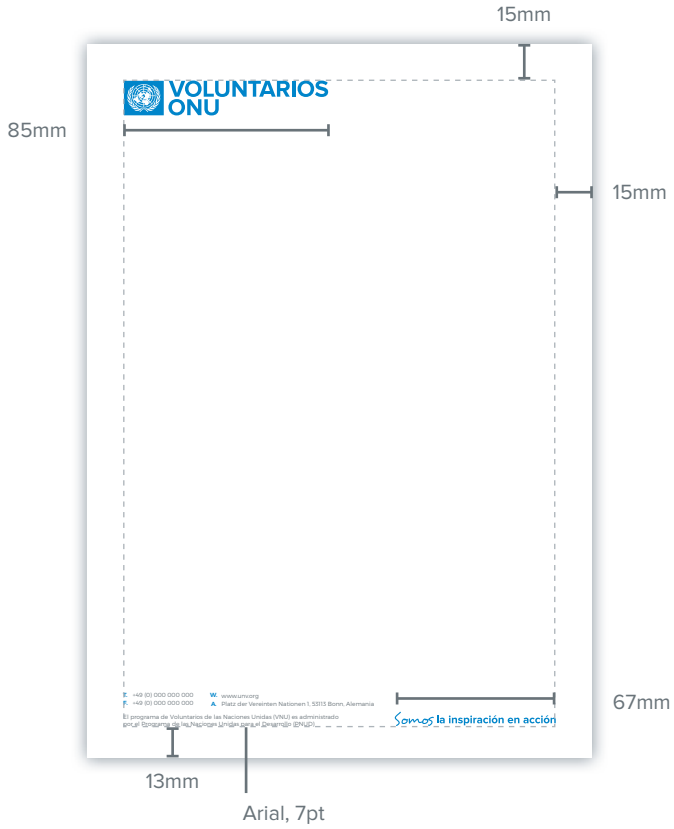 15mm
VOLUNTARIOS
ONU
85mm
15mm
T. +49 (0) 000 000 000 W. www.unv.org
F. +49 (0) 000 000 000 A. Platz der Vereinten Nationen 1, 53113 Bonn, Alemania
El programa de Voluntarios de las Naciones Unidas (VNU) es administrado
por el Programa de las Naciones Unidas para el Desarrollo (PNUD)
67mm
Somos la inspiración en acción
13mm
Arial, 7pt